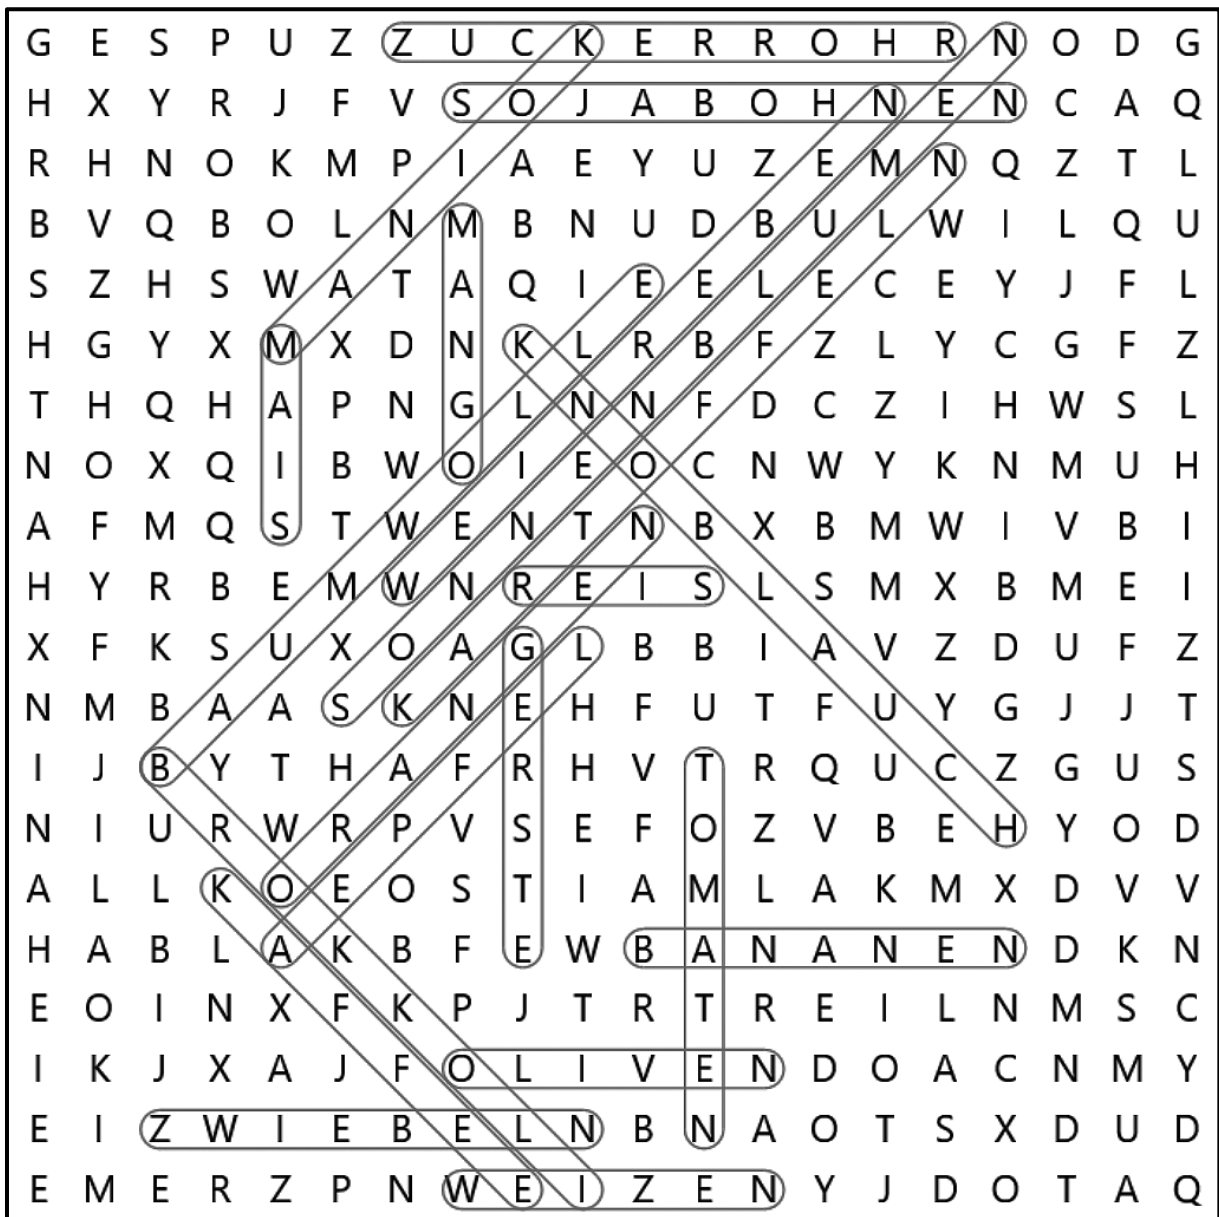 G E S P U Z Z U C K E R R O H R N O D G
H X Y R J F V S O J A B O H N E N C A Q
R H N O K M P I A E Y U Z E M N Q Z T L
B V Q B O L N M B N U D B U L W I L Q U
S Z H S W A T A Q I E E L E C E Y J F L
H G Y X M X D N K L R B F Z L Y C G F Z
T H Q H A P N G L N N F D C Z I H W S L
N O X Q I B W O I E O C N W Y K N M U H
A F M Q S T W E N T N B X B M W I V B I
H Y R B E M W N R E I S L S M X B M E I
X F K S U X O A G L B B I A V Z D U F Z
N M B A A S K N E H F U T F U Y G J J T
I J B Y T H A F R H V T R Q U C Z G U S
N I U R W R P V S E F O Z V B E H Y O D
A L L K O E O S T I A M L A K M X D V V
H A B L A K B F E W B A N A N E N D K N
E O I N X F K P J T R T R E I L N M S C
I K J X A J F O L I V E N D O A C N M Y
E I Z W I E B E L N B N A O T S X D U D
E M E R Z P N W E I Z E N Y J D O T A Q